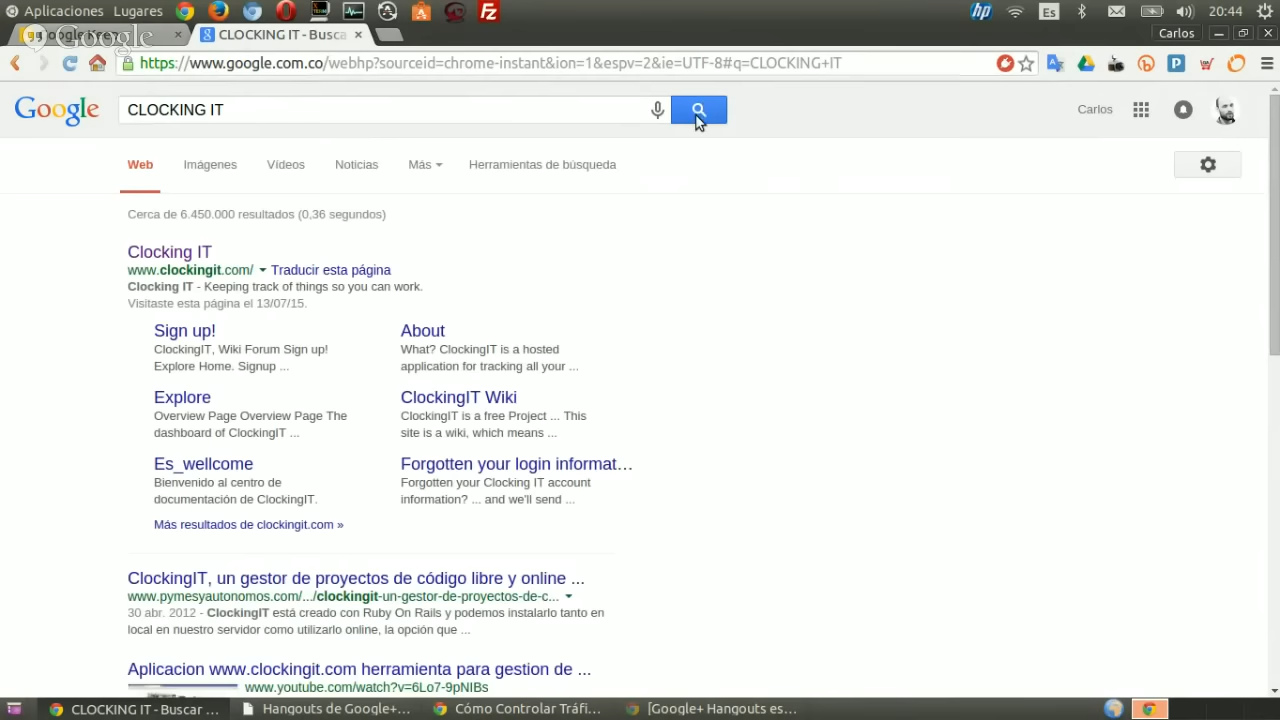 Aplicaciones Lugares
Es
20:44
Google
CLOCKING IT - Busca
Carlos
https://www.google.com.co/webhp?sourceid=chrome-instant&ion=1&espv=2&ie=UTF-8#q=CLOCKING+IT
Google
CLOCKING IT
Carlos
Web Imágenes Vídeos Noticias Más Herramientas de búsqueda
Cerca de 6.450.000 resultados (0,36 segundos)
Clocking IT
www.clockingit.com/ Traducir esta página
Clocking IT - Keeping track of things so you can work.
Visitaste esta página el 13/07/15.
Sign up!
ClockingIT, Wiki Forum Sign up!
Explore Home. Signup ...
About
What? ClockingIT is a hosted
application for tracking all your ...
Explore
Overview Page Overview Page The
dashboard of ClockingIT ...
ClockingIT Wiki
ClockingIT is a free Project ... This
site is a wiki, which means ...
Es_wellcome
Bienvenido al centro de
documentación de ClockingIT.
Forgotten your login informat…
Forgotten your Clocking IT account
information? ... and we'll send ...
Más resultados de clockingit.com »
ClockingIT, un gestor de proyectos de código libre y online ...
www.pymesyautonomos.com/.../clockingit-un-gestor-de-proyectos-de-c...
30 abr. 2012 - ClockingIT está creado con Ruby On Rails y podemos instalarlo tanto en
local en nuestro servidor como utilizarlo online, la opción que ...
Aplicacion www.clockingit.com herramienta para gestion de ...
www.youtube.com/watch?v=6Lo7-9pNIBs
CLOCKING IT - Buscar ... Hangouts de Google+... Cómo Controlar Tráfi... [Google+ Hangouts es...